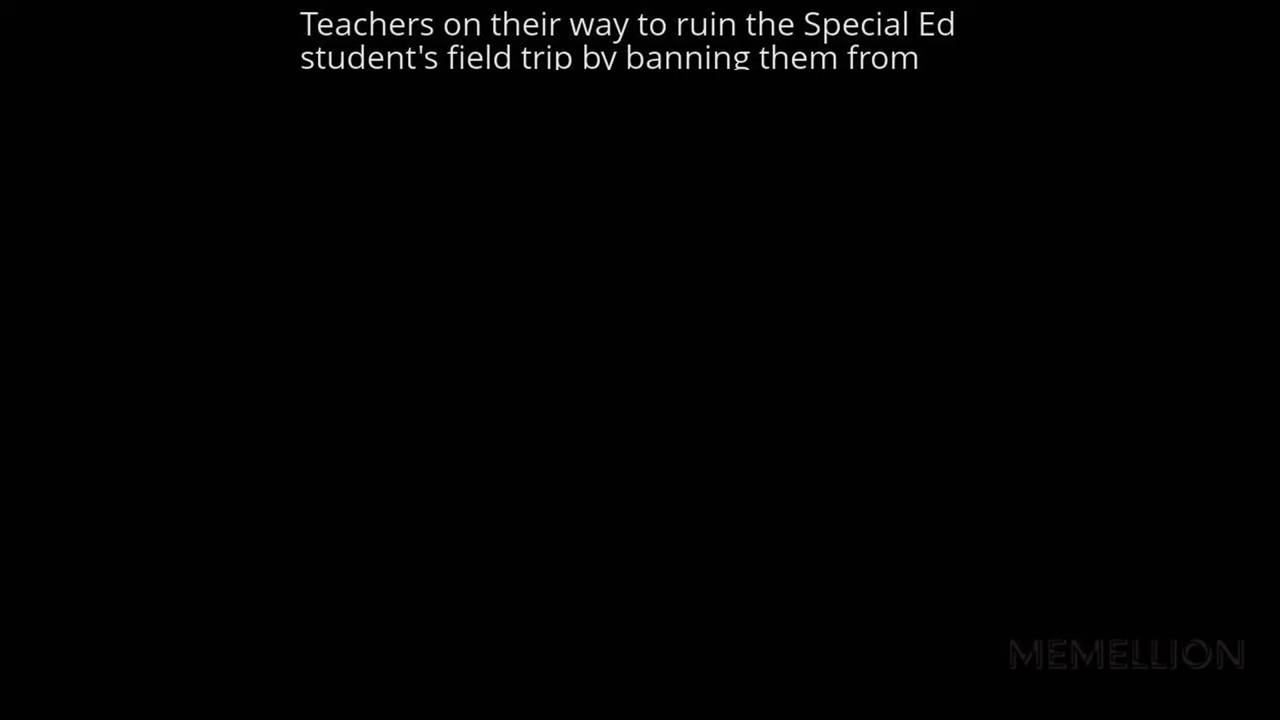 Teachers on their way to ruin the Special Ed
student's field trip by banning them from
MEMELLION